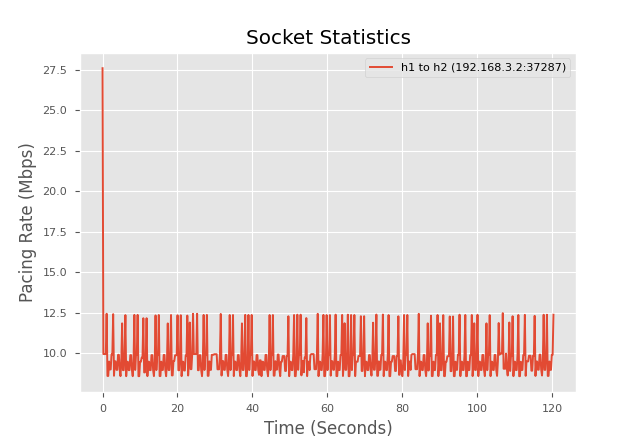 Socket Statistics
h1 to h2 (192.168.3.2:37287)
Pacing Rate (Mbps)
27.5
25.0
22.5
20.0
17.5
15.0
12.5
10.0
0 20 40 60 80 100 120
Time (Seconds)